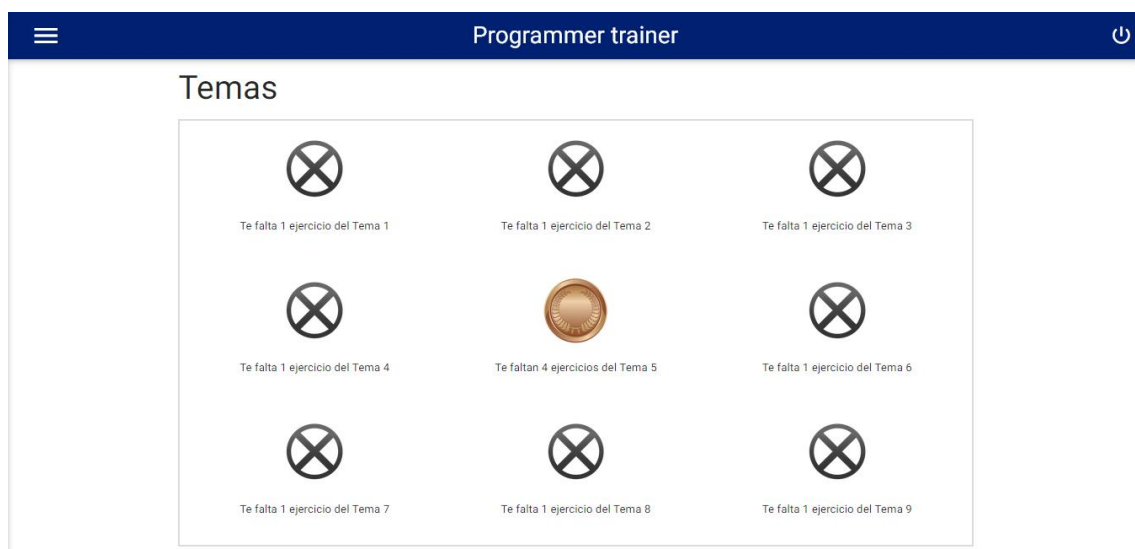 Programmer trainer
Temas
Te falta 1 ejercicio del Tema 1
Te falta 1 ejercicio del Tema 2
Te falta 1 ejercicio del Tema 3
Te falta 1 ejercicio del Tema 4
Te faltan 4 ejercicios del Tema 5
Te falta 1 ejercicio del Tema 6
Te falta 1 ejercicio del Tema 7
Te falta 1 ejercicio del Tema 8
Te falta 1 ejercicio del Tema 9